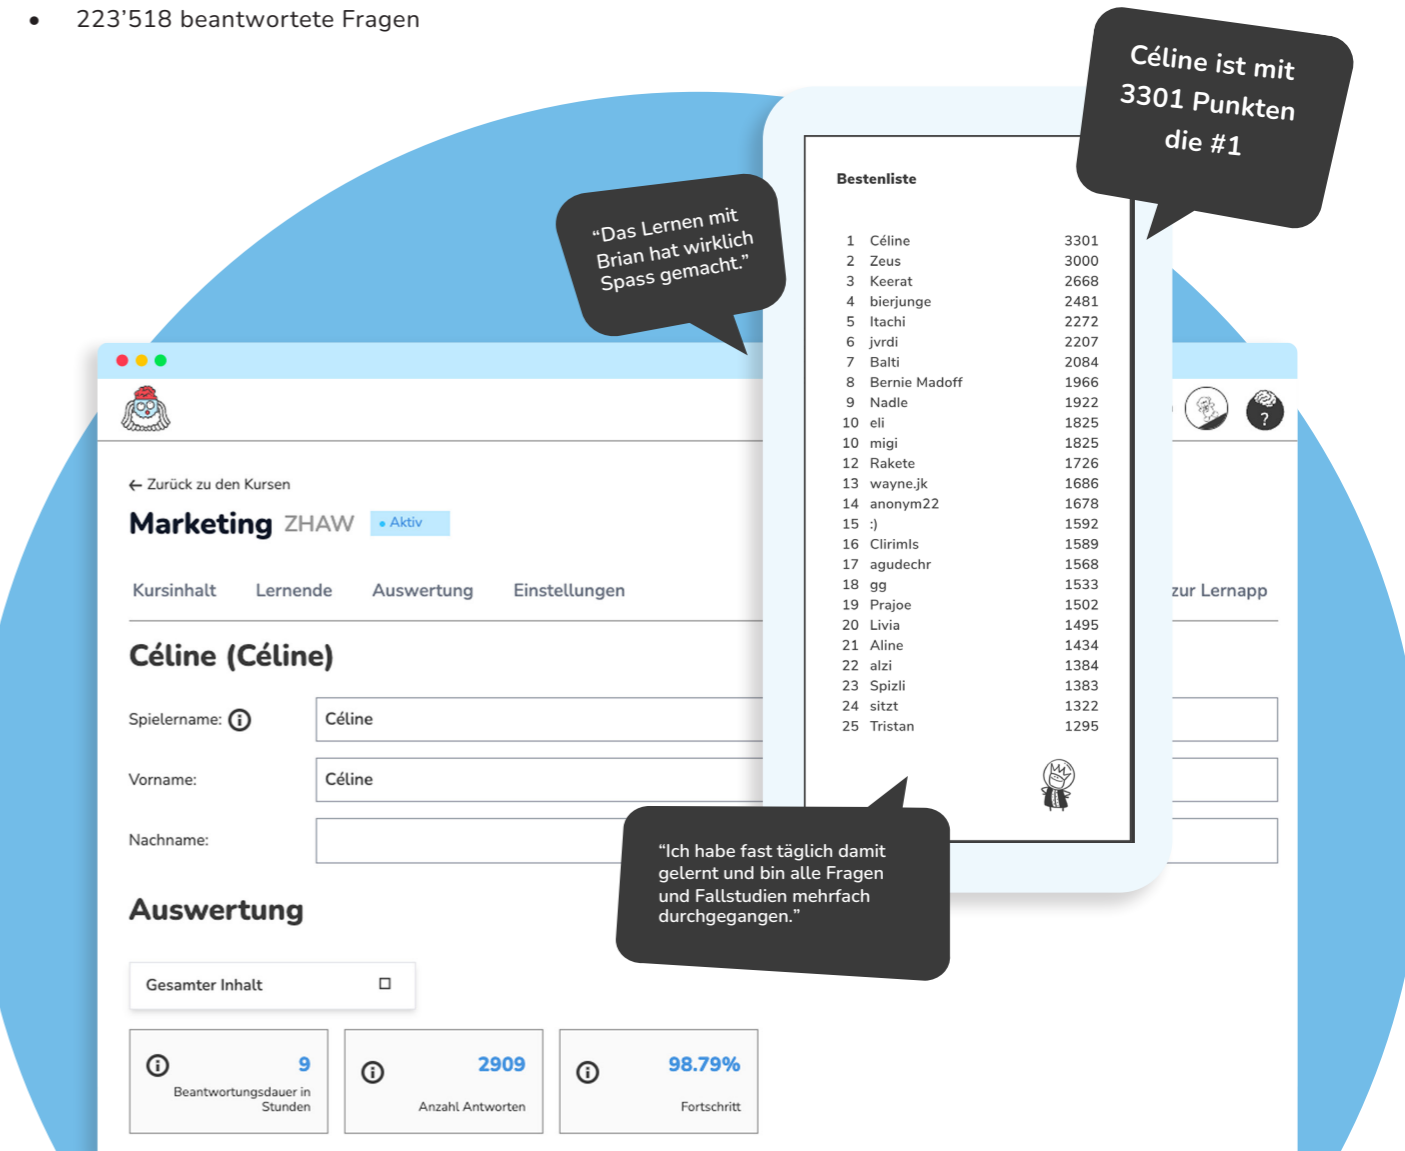 • 223’518 beantwortete Fragen
Céline ist mit
3301 Punkten
die #1
“Das Lernen mit
Brian hat wirklich
Spass gemacht.”
Bestenliste
1 Céline 3301
2 Zeus 3000
3 Keerat 2668
4 bierjunge 2481
5 Itachi 2272
6 jvrdi 2207
7 Balti 2084
8 Bernie Madoff 1966
9 Nadle 1922
10 eli 1825
10 migi 1825
12 Rakete 1726
13 wayne.jk 1686
14 anonym22 1678
15 :) 1592
16 Clirimls 1589
17 agudechr 1568
18 gg 1533
19 Prajoe 1502
20 Livia 1495
21 Aline 1434
22 alzi 1384
23 Spizli 1383
24 sitzt 1322
25 Tristan 1295
?
← Zurück zu den Kursen
Marketing ZHAW • Aktiv
Kursinhalt Lernende Auswertung Einstellungen zur Lernapp
Céline (Céline)
Spielername: Céline
Vorname: Céline
Nachname:
“Ich habe fast täglich damit
gelernt und bin alle Fragen
und Fallstudien mehrfach
durchgegangen.”
Auswertung
Gesamter Inhalt
9
Beantwortungsdauer in
Stunden
2909
Anzahl Antworten
98.79%
Fortschritt